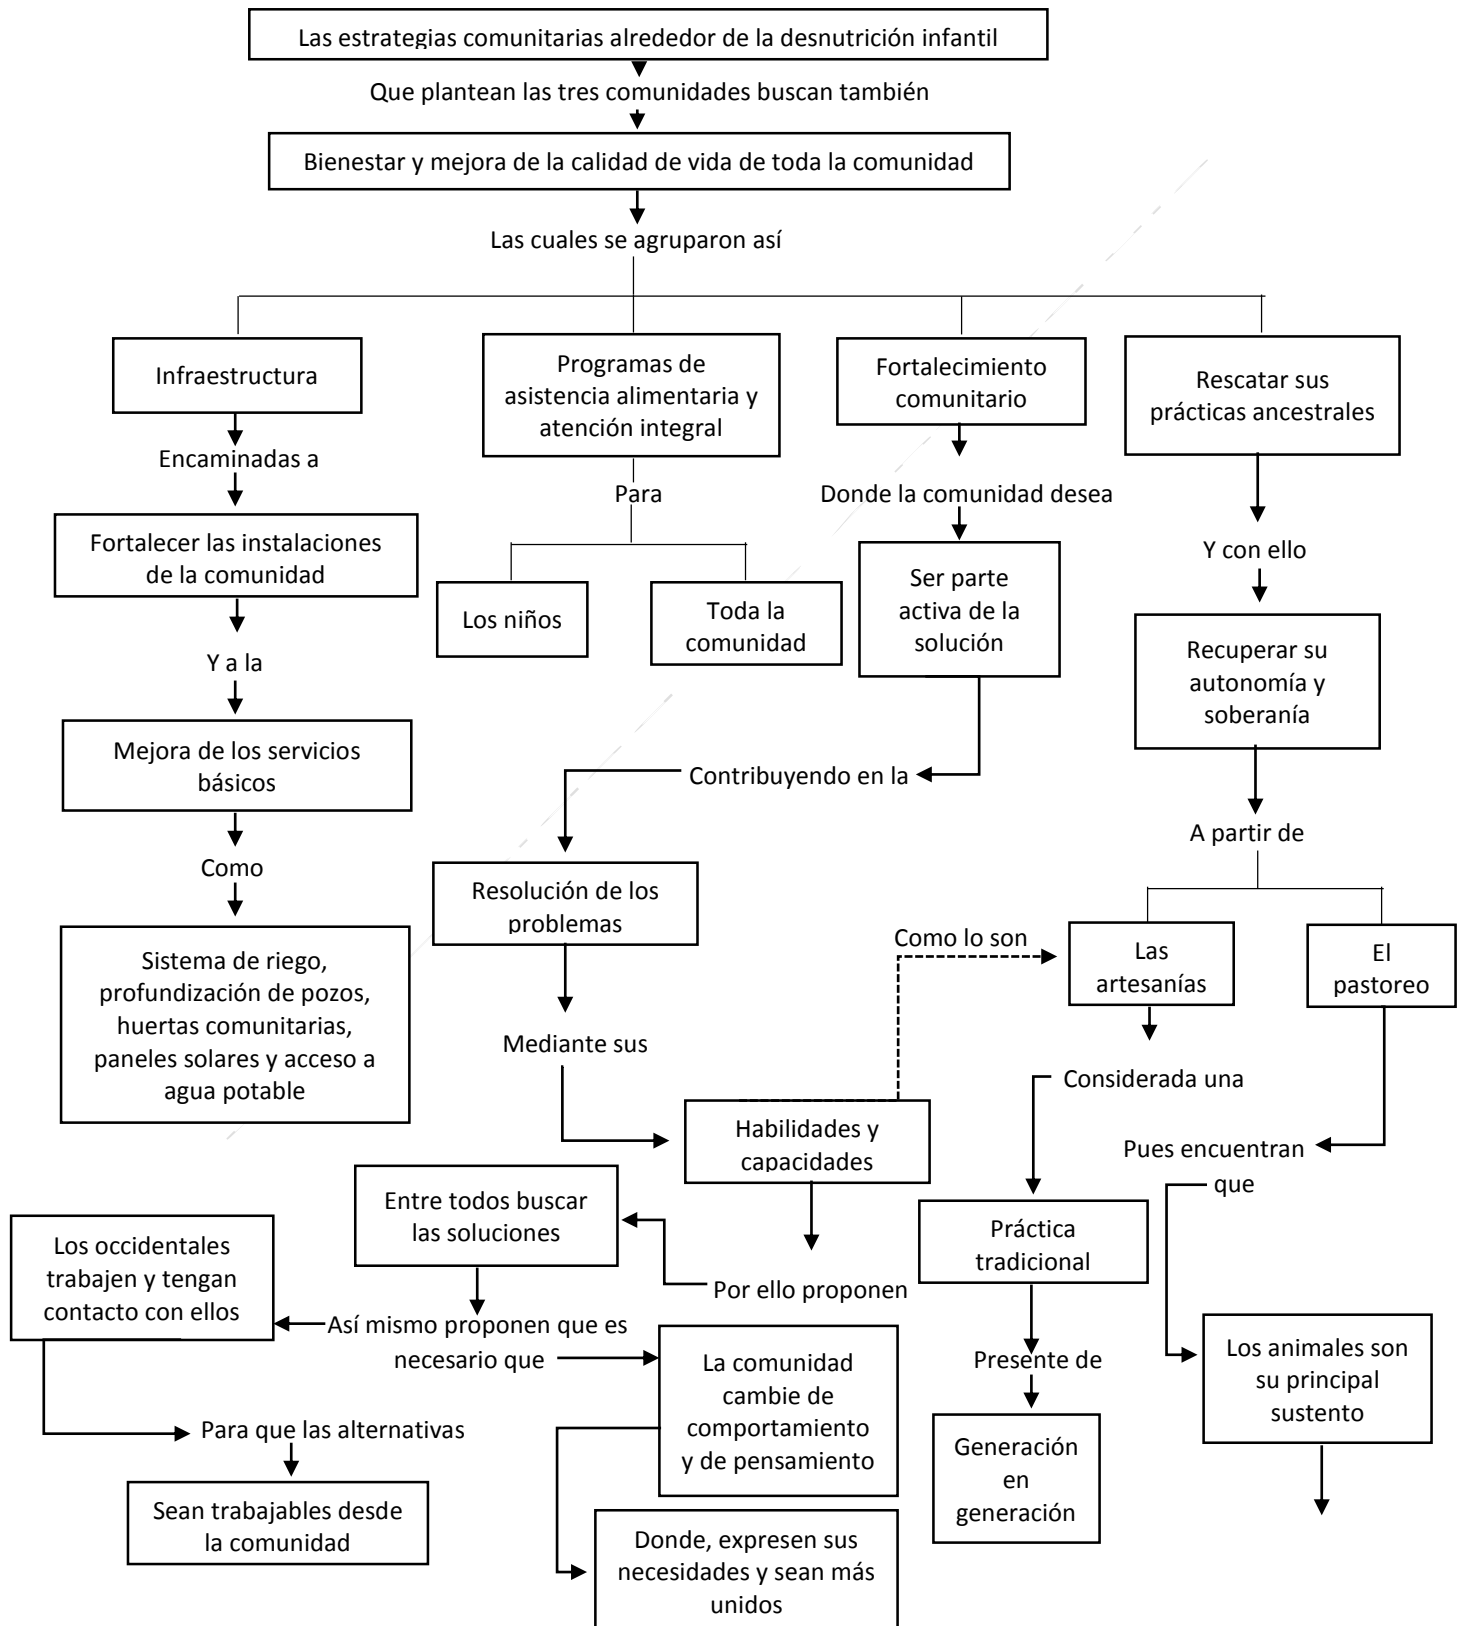 Las estrategias comunitarias alrededor de la desnutrición infantil
Que plantean las tres comunidades buscan también
Bienestar y mejora de la calidad de vida de toda la comunidad
Las cuales se agruparon así
Infraestructura
Encaminadas a
Fortalecer las instalaciones
de la comunidad
Y a la
Mejora de los servicios
básicos
Como
Sistema de riego,
profundización de pozos,
huertas comunitarias,
paneles solares y acceso a
agua potable
Programas de
asistencia alimentaria y
atención integral
Para
Los niños
Toda la
comunidad
Fortalecimiento
comunitario
Donde la comunidad desea
Ser parte
activa de la
solución
Contribuyendo en la
Resolución de los
problemas
Mediante sus
Habilidades y
capacidades
Como lo son
Por ello proponen
Entre todos buscar
las soluciones
Así mismo proponen que es
necesario que
Los occidentales
trabajen y tengan
contacto con ellos
Para que las alternativas
Sean trabajables desde
la comunidad
La comunidad
cambie de
comportamiento
y de pensamiento
Donde, expresen sus
necesidades y sean más
unidos
Rescatar sus
prácticas ancestrales
Y con ello
Recuperar su
autonomía y
soberanía
A partir de
Las
artesanías
Considerada una
Práctica
tradicional
Presente de
Generación
en
generación
El
pastoreo
Pues encuentran
que
Los animales son
su principal
sustento